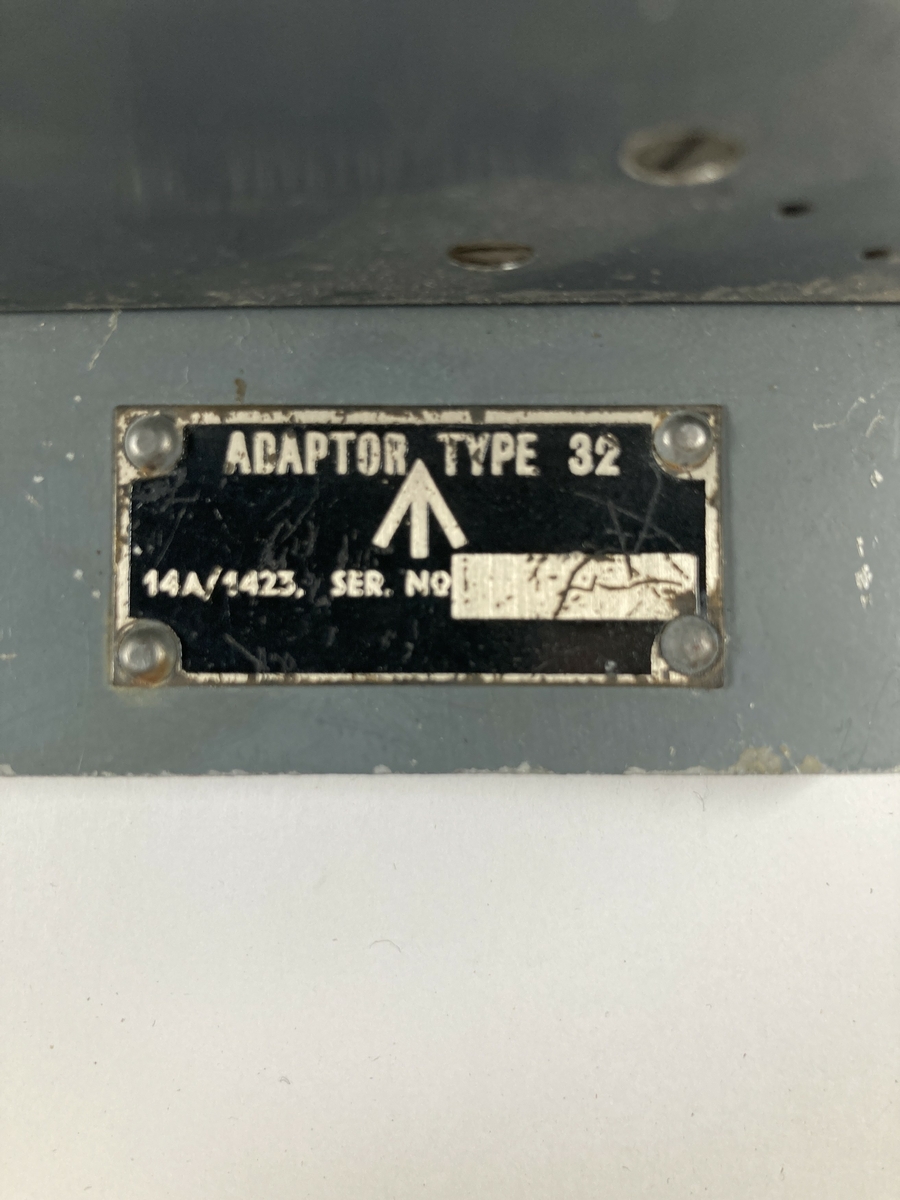 ADAPTOR TYPE 32
14A/1423. SER. NO